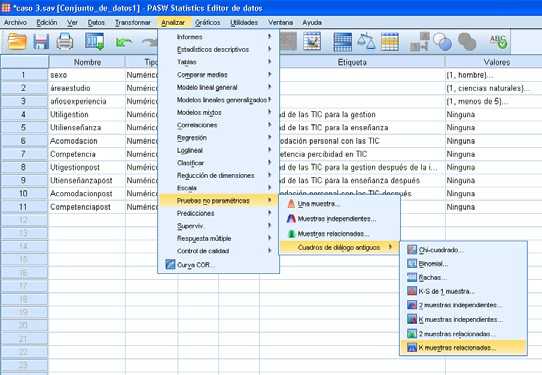 *caso 3.sav [Conjunto_de_datos1] - PASW Statistics Editor de datos
Archivo Edición Ver Datos Transformar Analizar Gráficos Utilidades Ventana Ayuda
Nombre Tipo Etiqueta Valores
1 sexo Numérico {1, hombre}...
2 áreaestudio Numérico {1, ciencias naturales}...
3 añosexperiencia Numérico {1, menos de 5}...
4 Utiligestion Numérico d de las TIC para la gestion Ninguna
5 Utilienseñanza Numérico d de las TIC para la enseñanza Ninguna
6 Acomodacion Numérico odación personal con las TIC Ninguna
7 Competencia Numérico petencia percibidad en TIC Ninguna
8 Utigestionpost Numérico d de las TIC para la gestión después de la i... Ninguna
9 Utienseñanzapost Numérico d de las TIC para la enseñanza después Ninguna
10 Acodacionpost Numérico odación personal con las TIC después Ninguna
11 Competenciapost Numérico Ninguna
12
13
14
15
16
17
18
19
20
21
22
23
Informes
Estadísticos descriptivos
Tablas
Comparar medias
Modelo lineal general
Modelos lineales generalizados
Modelos mixtos
Correlaciones
Regresión
Loglineal
Clasificar
Reducción de dimensiones
Escala
Pruebas no paramétricas
Predicciones
Superviv.
Respuesta múltiple
Control de calidad
Curva COR...
Una muestra...
Muestras independientes...
Muestras relacionadas...
Cuadros de diálogo antiguos
Chi-cuadrado...
Binomial...
Rachas...
K-S de 1 muestra...
2 muestras independientes...
K muestras independientes...
2 muestras relacionadas...
K muestras relacionadas...